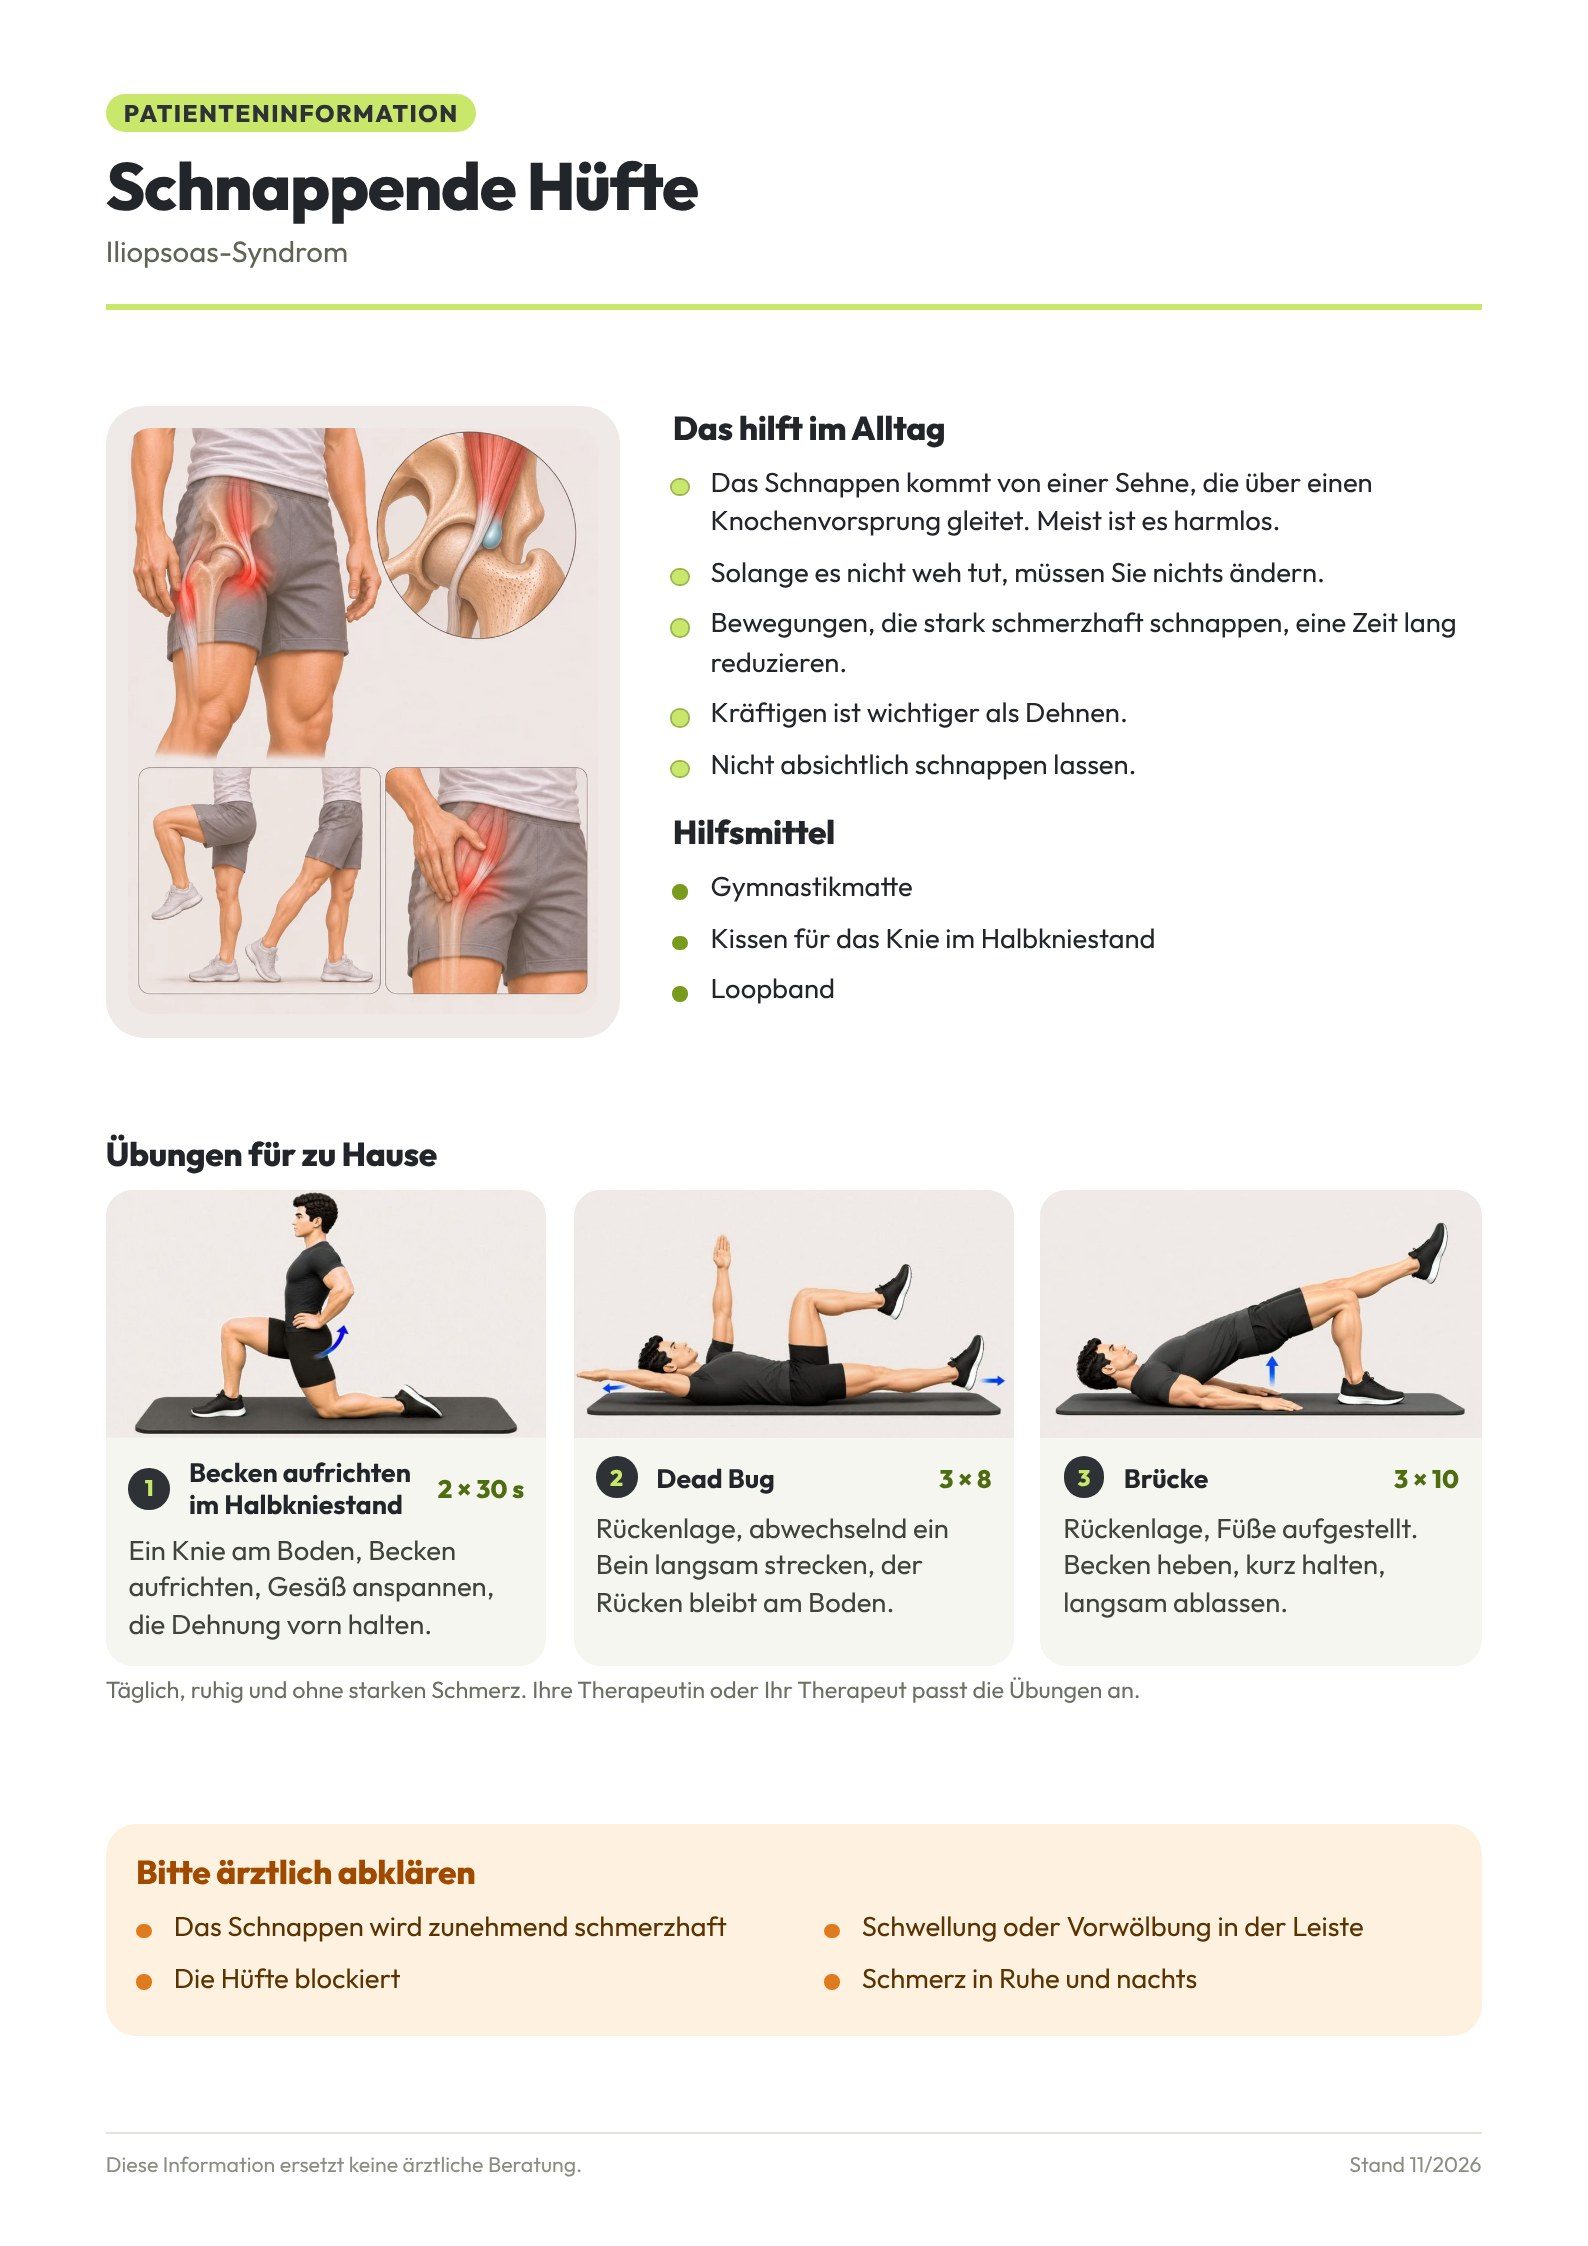 PATIENTENINFORMATION
Schnappende Hüfte
Iliopsoas-Syndrom
Das hilft im Alltag
Das Schnappen kommt von einer Sehne, die über einen
Knochenvorsprung gleitet. Meist ist es harmlos.
Solange es nicht weh tut, müssen Sie nichts ändern.
Bewegungen, die stark schmerzhaft schnappen, eine Zeit lang
reduzieren.
Kräftigen ist wichtiger als Dehnen.
Nicht absichtlich schnappen lassen.
Hilfsmittel
Gymnastikmatte
Kissen für das Knie im Halbkniestand
Loopband
Übungen für zu Hause
1 Becken aufrichten
im Halbkniestand 2 × 30 s
Ein Knie am Boden, Becken
aufrichten, Gesäß anspannen,
die Dehnung vorn halten.
2 Dead Bug 3 × 8
Rückenlage, abwechselnd ein
Bein langsam strecken, der
Rücken bleibt am Boden.
3 Brücke 3 × 10
Rückenlage, Füße aufgestellt.
Becken heben, kurz halten,
langsam ablassen.
Täglich, ruhig und ohne starken Schmerz. Ihre Therapeutin oder Ihr Therapeut passt die Übungen an.
Bitte ärztlich abklären
Das Schnappen wird zunehmend schmerzhaft
Die Hüfte blockiert
Schwellung oder Vorwölbung in der Leiste
Schmerz in Ruhe und nachts
Diese Information ersetzt keine ärztliche Beratung.
Stand 11/2026